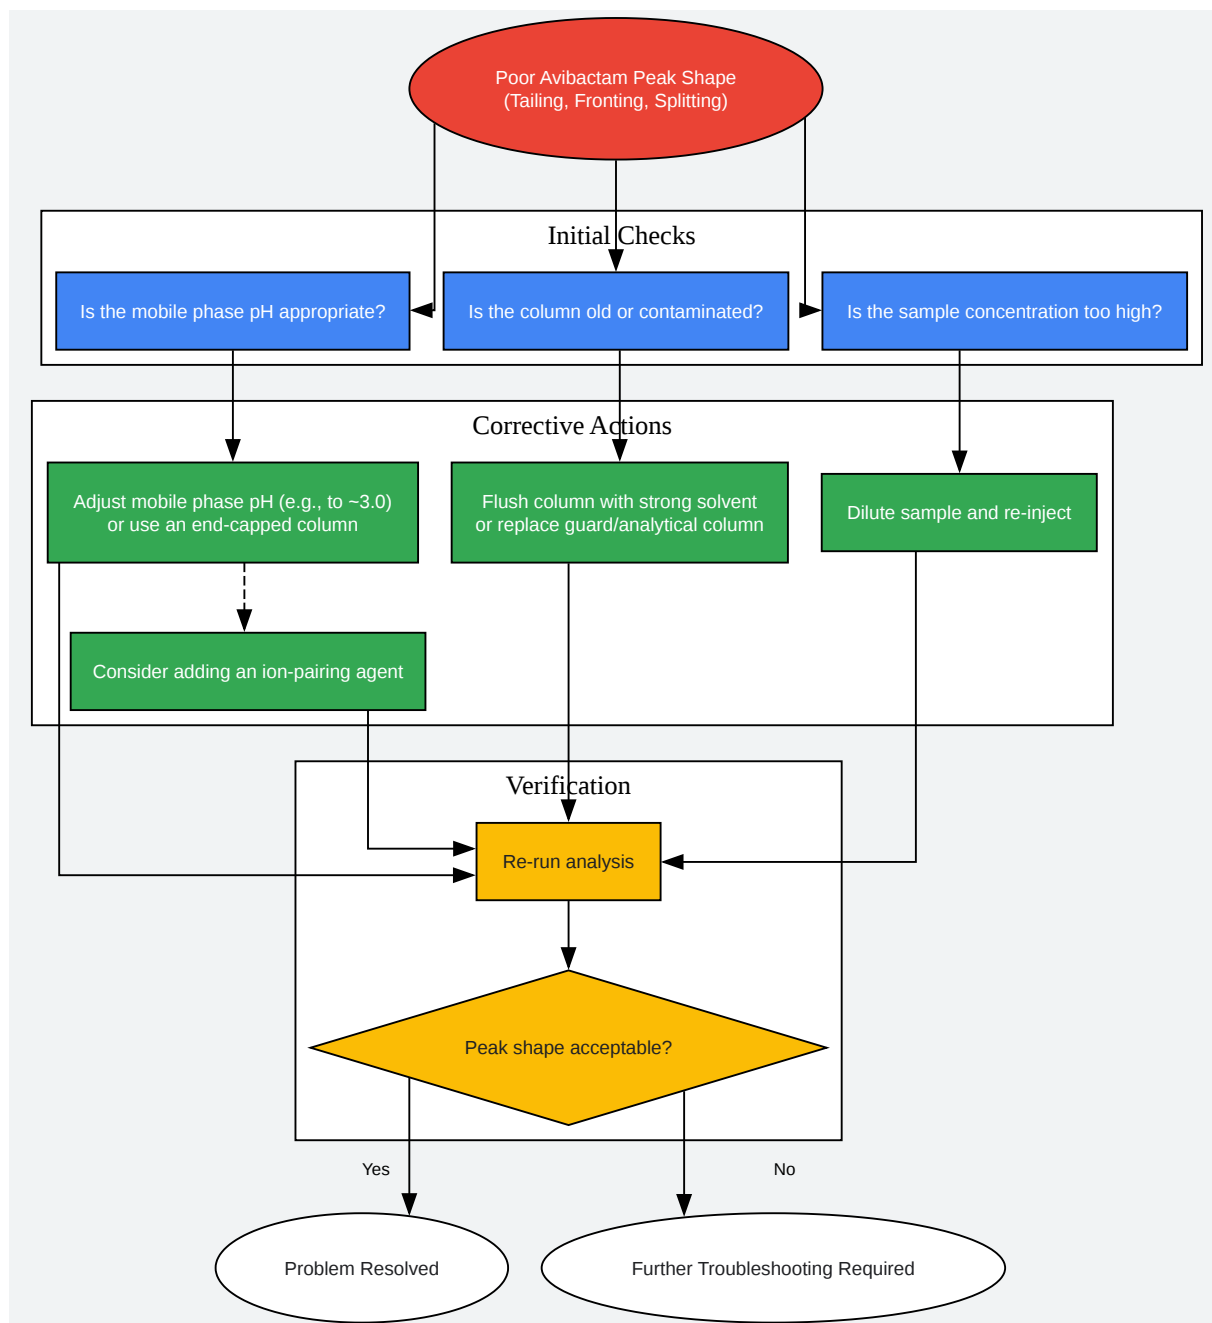 Poor Avibactam Peak Shape
(Tailing, Fronting, Splitting)
Initial Checks
Is the mobile phase pH appropriate?
Is the column old or contaminated?
Is the sample concentration too high?
Corrective Actions
Adjust mobile phase pH (e.g., to ~3.0)
or use an end-capped column
Flush column with strong solvent
or replace guard/analytical column
Dilute sample and re-inject
Consider adding an ion-pairing agent
Verification
Re-run analysis
Peak shape acceptable?
Yes
No
Problem Resolved
Further Troubleshooting Required